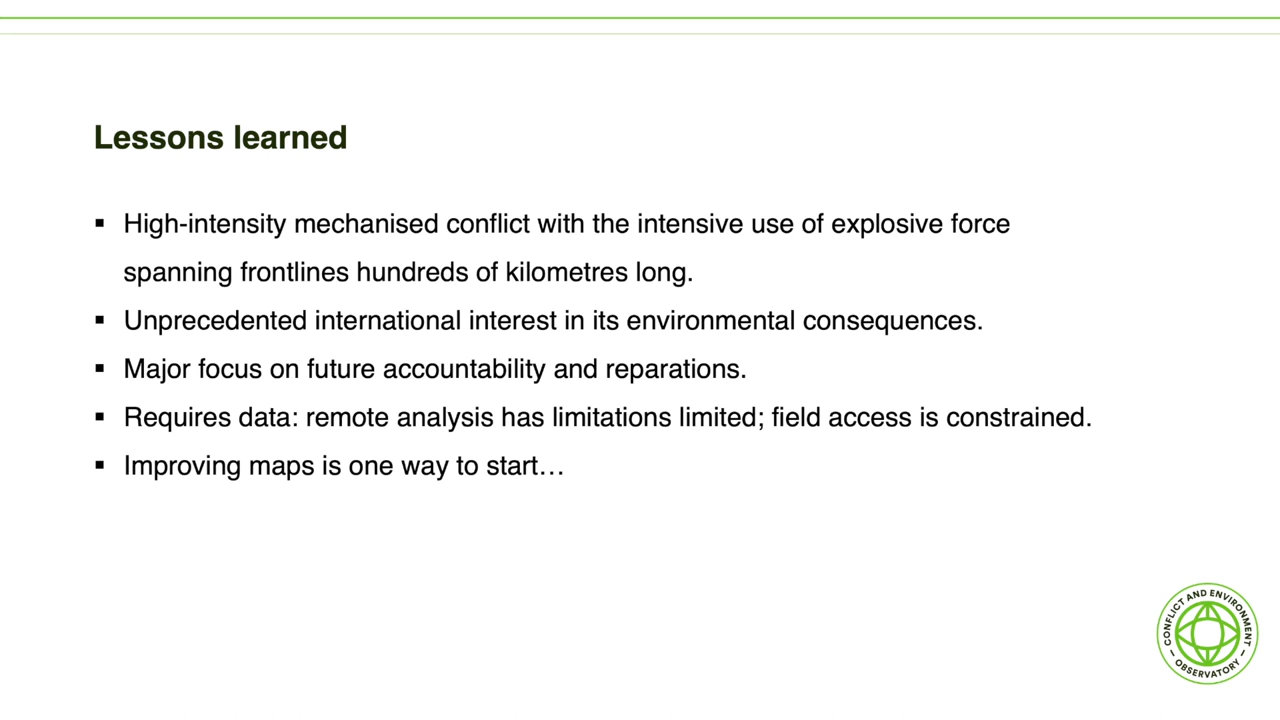 Lessons learned
▪ High-intensity mechanised conflict with the intensive use of explosive force
spanning frontlines hundreds of kilometres long.
▪ Unprecedented international interest in its environmental consequences.
▪ Major focus on future accountability and reparations.
▪ Requires data: remote analysis has limitations limited; field access is constrained.
▪ Improving maps is one way to start…
CONFLICT AND ENVIRONMENT
– OBSERVATORY –